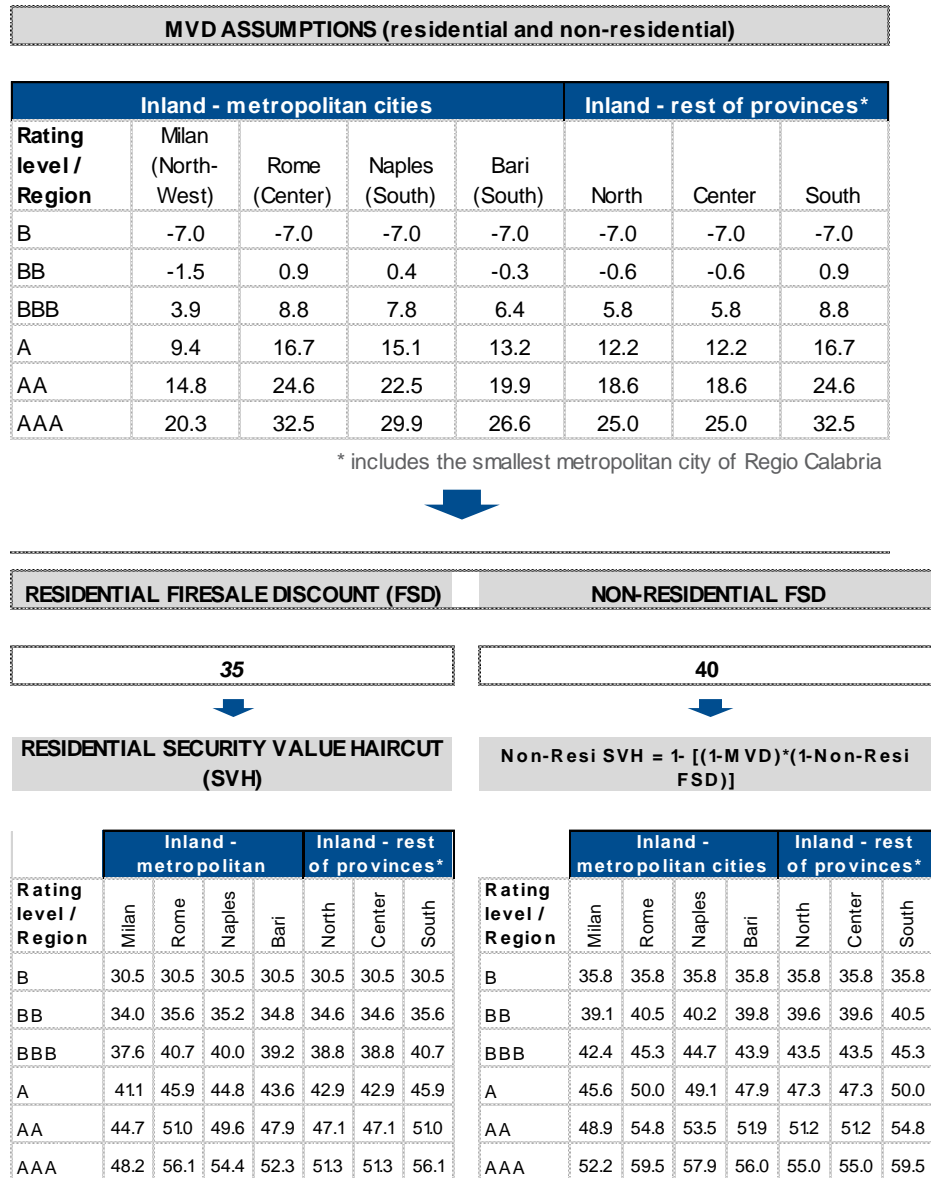 MVD ASSUMPTIONS (residential and non-residential)
Inland - metropolitan cities Inland - rest of provinces*
Rating level / Region Milan (North-West) Rome (Center) Naples (South) Bari (South) North Center South
B -7.0 -7.0 -7.0 -7.0 -7.0 -7.0 -7.0
BB -1.5 0.9 0.4 -0.3 -0.6 -0.6 0.9
BBB 3.9 8.8 7.8 6.4 5.8 5.8 8.8
A 9.4 16.7 15.1 13.2 12.2 12.2 16.7
AA 14.8 24.6 22.5 19.9 18.6 18.6 24.6
AAA 20.3 32.5 29.9 26.6 25.0 25.0 32.5
* includes the smallest metropolitan city of Regio Calabria
RESIDENTIAL FIRESALE DISCOUNT (FSD)
35
RESIDENTIAL SECURITY VALUE HAIRCUT
(SVH)
Inland - metropolitan Inland - rest of provinces*
Rating level / Region Milan Rome Naples Bari North Center South
B 30.5 30.5 30.5 30.5 30.5 30.5 30.5
BB 34.0 35.6 35.2 34.8 34.6 34.6 35.6
BBB 37.6 40.7 40.0 39.2 38.8 38.8 40.7
A 41.1 45.9 44.8 43.6 42.9 42.9 45.9
AA 44.7 51.0 49.6 47.9 47.1 47.1 51.0
AAA 48.2 56.1 54.4 52.3 51.3 51.3 56.1
NON-RESIDENTIAL FSD
40
Non-Resi SVH = 1- [(1-MVD)*(1-Non-Resi
FSD)]
Inland - metropolitan cities Inland - rest of provinces*
Rating level / Region Milan Rome Naples Bari North Center South
B 35.8 35.8 35.8 35.8 35.8 35.8 35.8
BB 39.1 40.5 40.2 39.8 39.6 39.6 40.5
BBB 42.4 45.3 44.7 43.9 43.5 43.5 45.3
A 45.6 50.0 49.1 47.9 47.3 47.3 50.0
AA 48.9 54.8 53.5 51.9 51.2 51.2 54.8
AAA 52.2 59.5 57.9 56.0 55.0 55.0 59.5